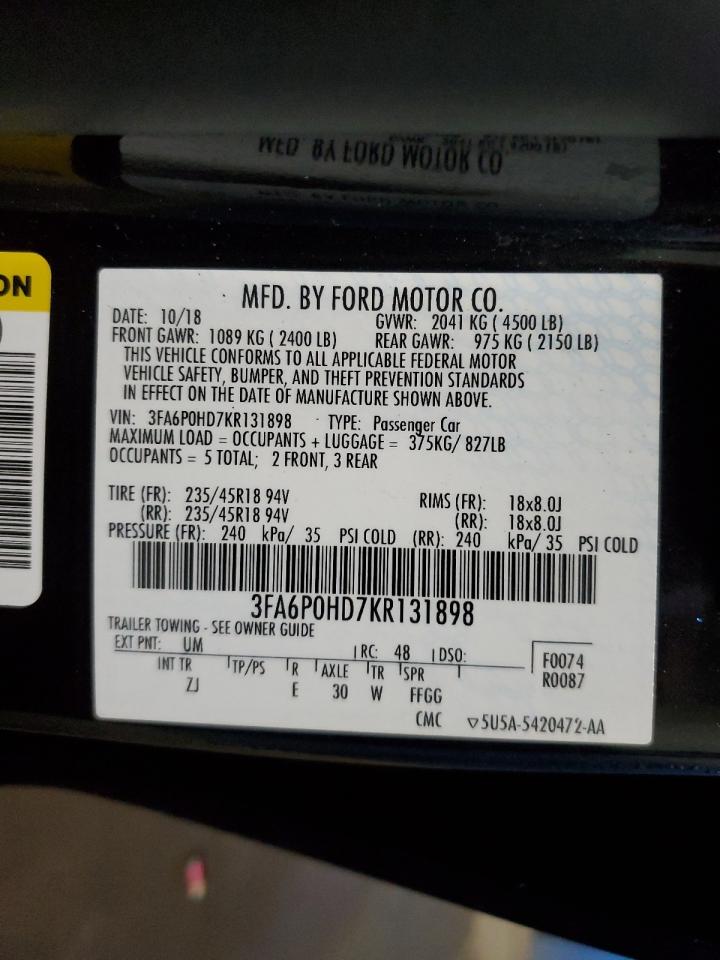 MFD. BY FORD MOTOR CO
ON
MFD. BY FORD MOTOR CO.
DATE: 10/18 GVWR: 2041 KG ( 4500 LB)
FRONT GAWR: 1089 KG ( 2400 LB) REAR GAWR: 975 KG ( 2150 LB)
THIS VEHICLE CONFORMS TO ALL APPLICABLE FEDERAL MOTOR
VEHICLE SAFETY, BUMPER, AND THEFT PREVENTION STANDARDS
IN EFFECT ON THE DATE OF MANUFACTURE SHOWN ABOVE.
VIN: 3FA6P0HD7KR131898 TYPE: Passenger Car
MAXIMUM LOAD = OCCUPANTS + LUGGAGE = 375KG/ 827LB
OCCUPANTS = 5 TOTAL; 2 FRONT, 3 REAR
TIRE (FR): 235/45R18 94V RIMS (FR): 18x8.0J
(RR): 235/45R18 94V (RR): 18x8.0J
PRESSURE (FR): 240 kPa/ 35 PSI COLD (RR): 240 kPa/ 35 PSI COLD
3FA6P0HD7KR131898
TRAILER TOWING - SEE OWNER GUIDE
EXT PNT: UM RC: 48 DSO: F0074
INT TR TP/PS R AXLE TR SPR R0087
ZJ E 30 W FFGG
CMC ▽5U5A-5420472-AA